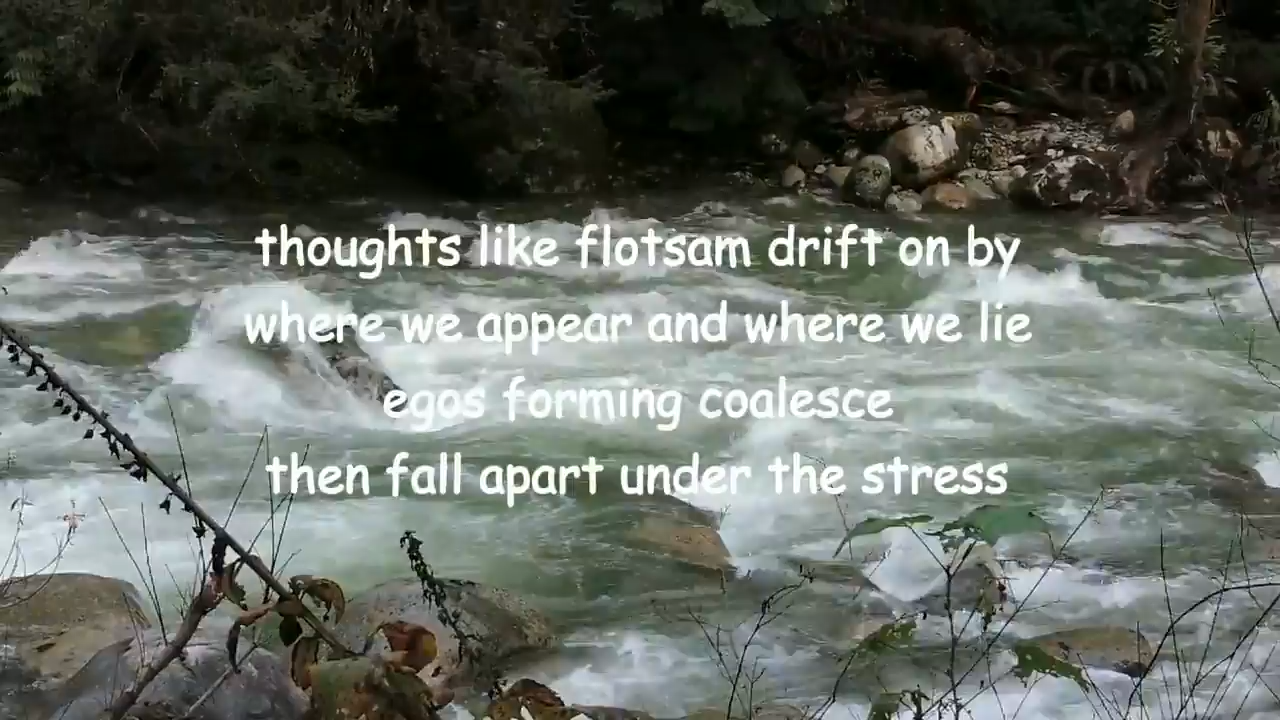 thoughts like flotsam drift on by
where we appear and where we lie
egos forming coalesce
then fall apart under the stress